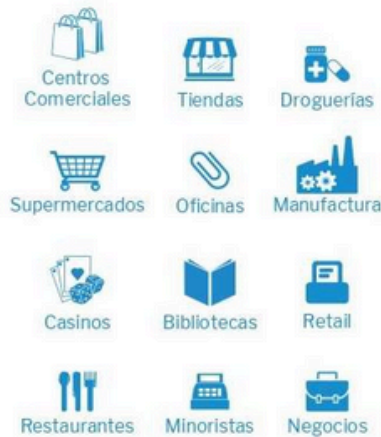 Centros
Comerciales
Tiendas
Droguerías
Supermercados
Oficinas
Manufactura
Casinos
Bibliotecas
Retail
Restaurantes
Minoristas
Negocios